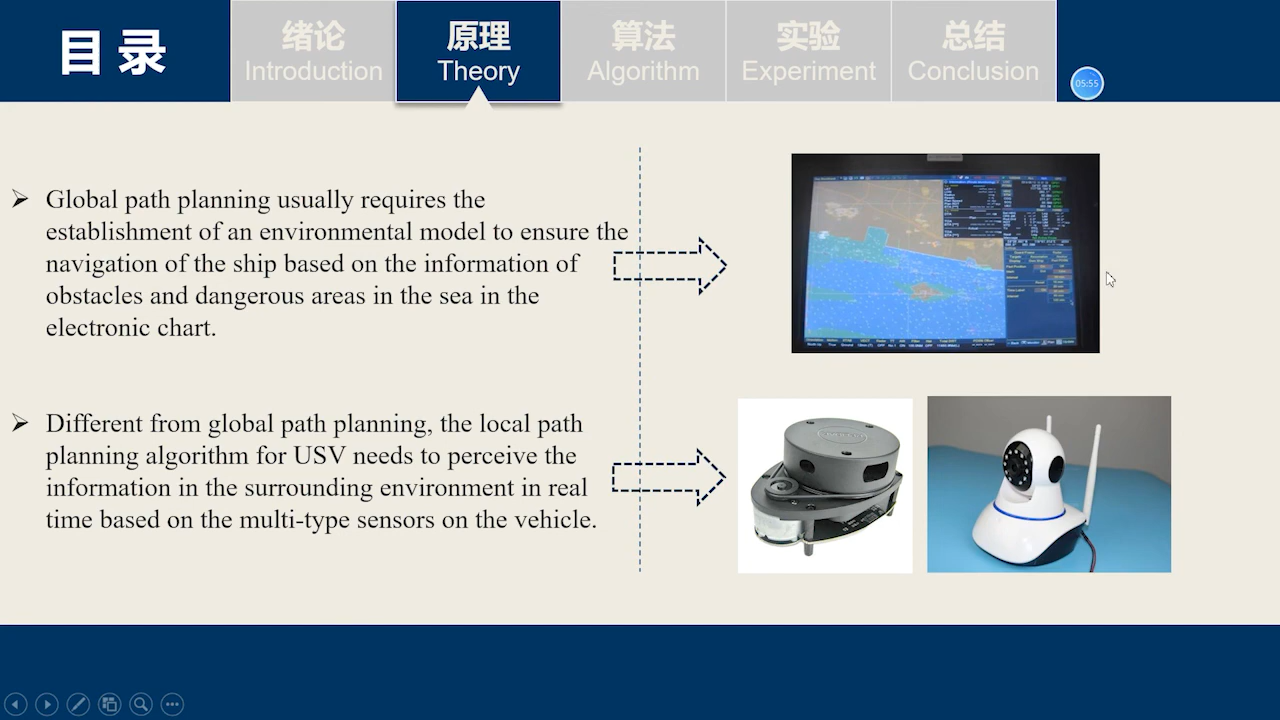 目 录
绪论
Introduction
原理
Theory
算法
Algorithm
实验
Experiment
总结
Conclusion
05:55
Global path planning usually requires the
establishment of an environmental model to ensure the
navigation of the ship based on the information of
obstacles and dangerous areas in the sea in the
electronic chart.
Different from global path planning, the local path
planning algorithm for USV needs to perceive the
information in the surrounding environment in real
time based on the multi-type sensors on the vehicle.